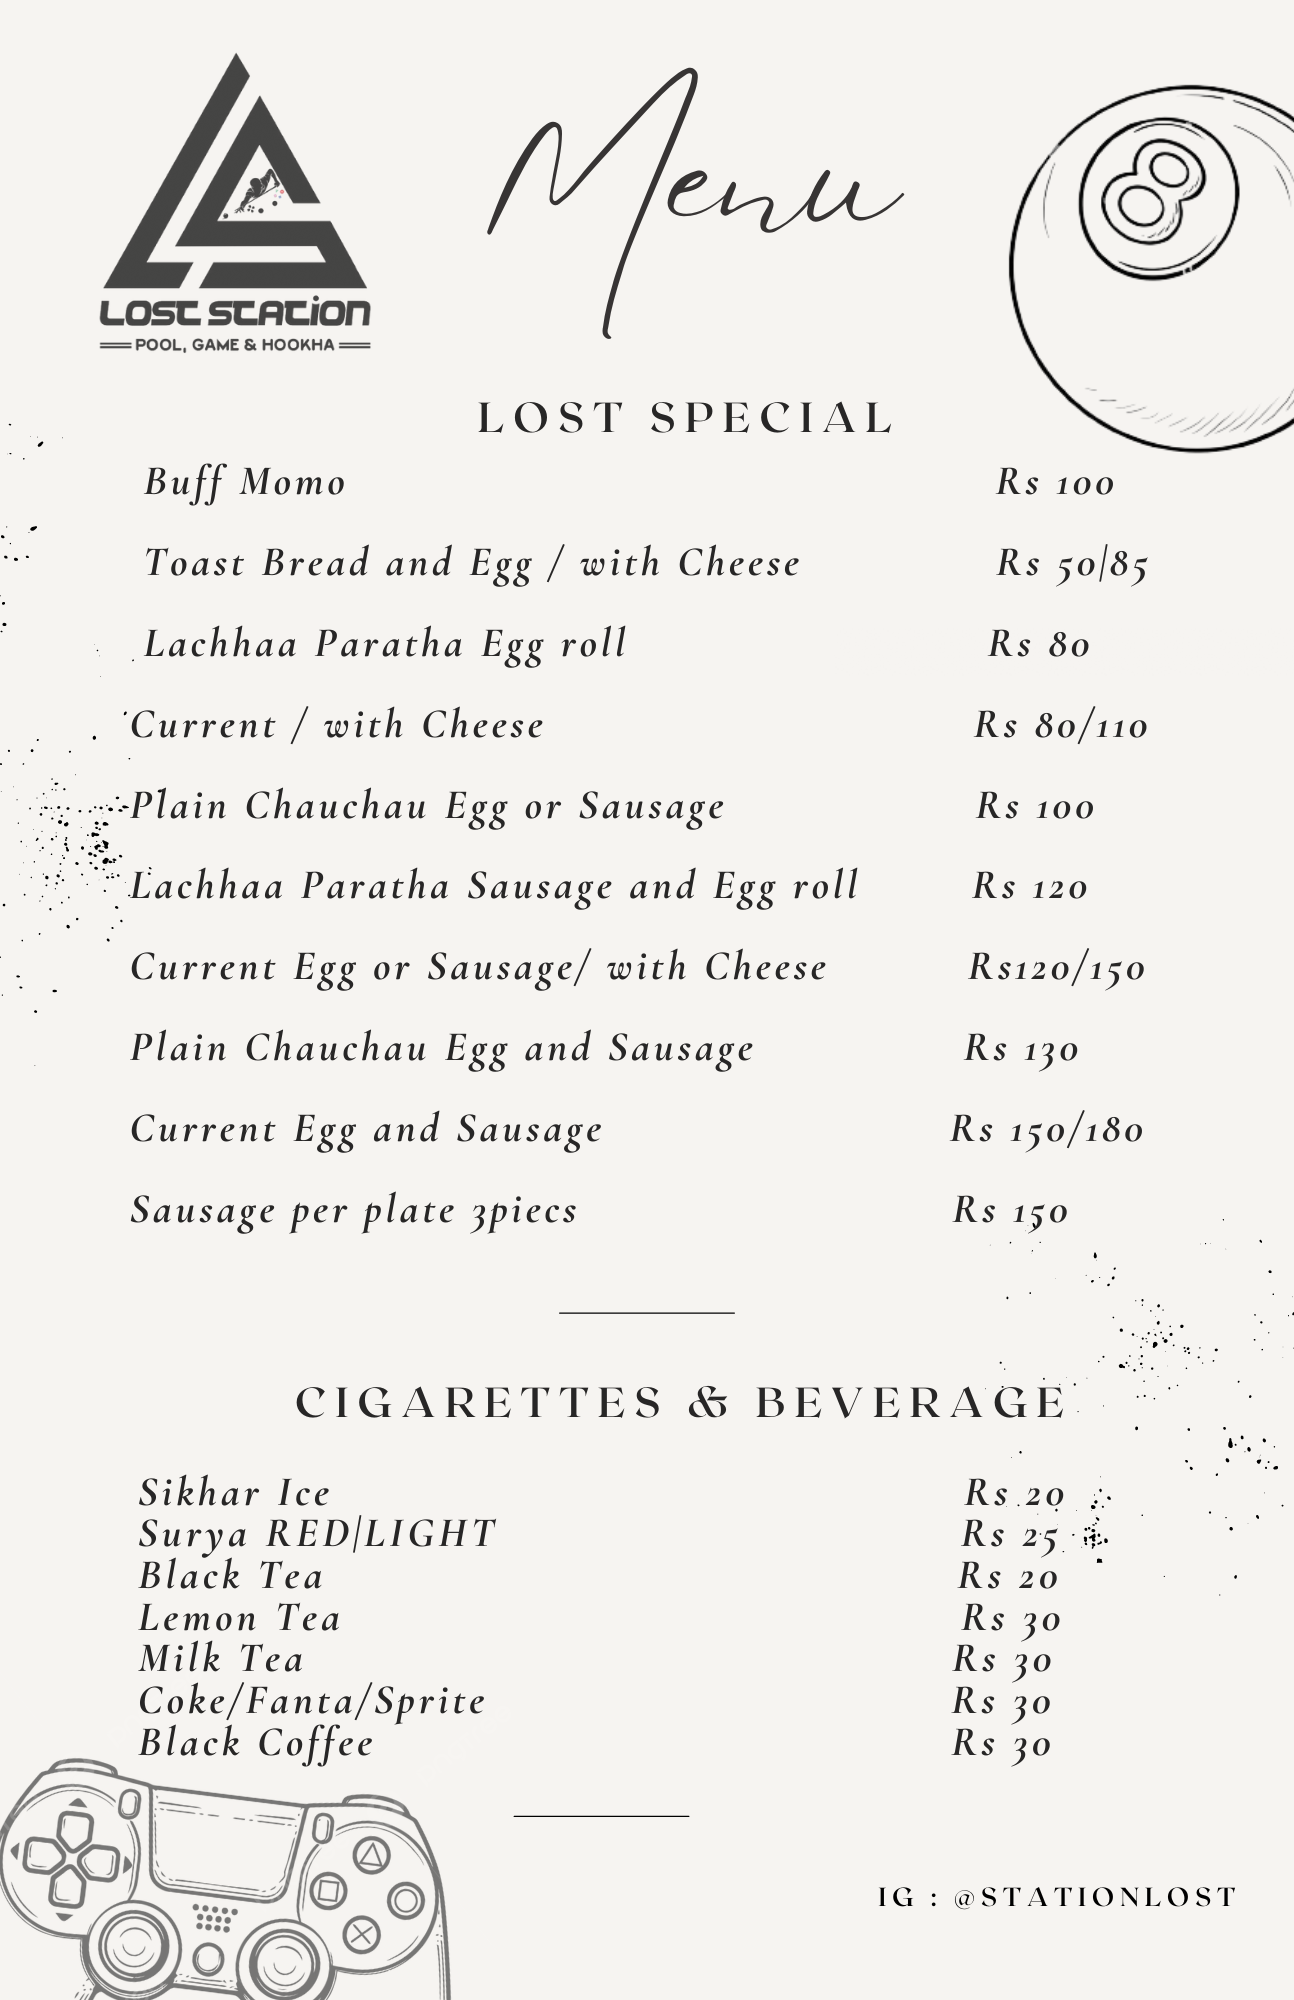 LOST STATION
POOL, GAME & HOOKHA
Menu
8
LOST SPECIAL
Buff Momo Rs 100
Toast Bread and Egg / with Cheese Rs 50|85
Lachhaa Paratha Egg roll Rs 80
Current / with Cheese Rs 80/110
Plain Chauchau Egg or Sausage Rs 100
Lachhaa Paratha Sausage and Egg roll Rs 120
Current Egg or Sausage/ with Cheese Rs120/150
Plain Chauchau Egg and Sausage Rs 130
Current Egg and Sausage Rs 150/180
Sausage per plate 3piecs Rs 150
CIGARETTES & BEVERAGE
Sikhar Ice Rs 20
Surya RED|LIGHT Rs 25
Black Tea Rs 20
Lemon Tea Rs 30
Milk Tea Rs 30
Coke/Fanta/Sprite Rs 30
Black Coffee Rs 30
IG : @STATIONLOST